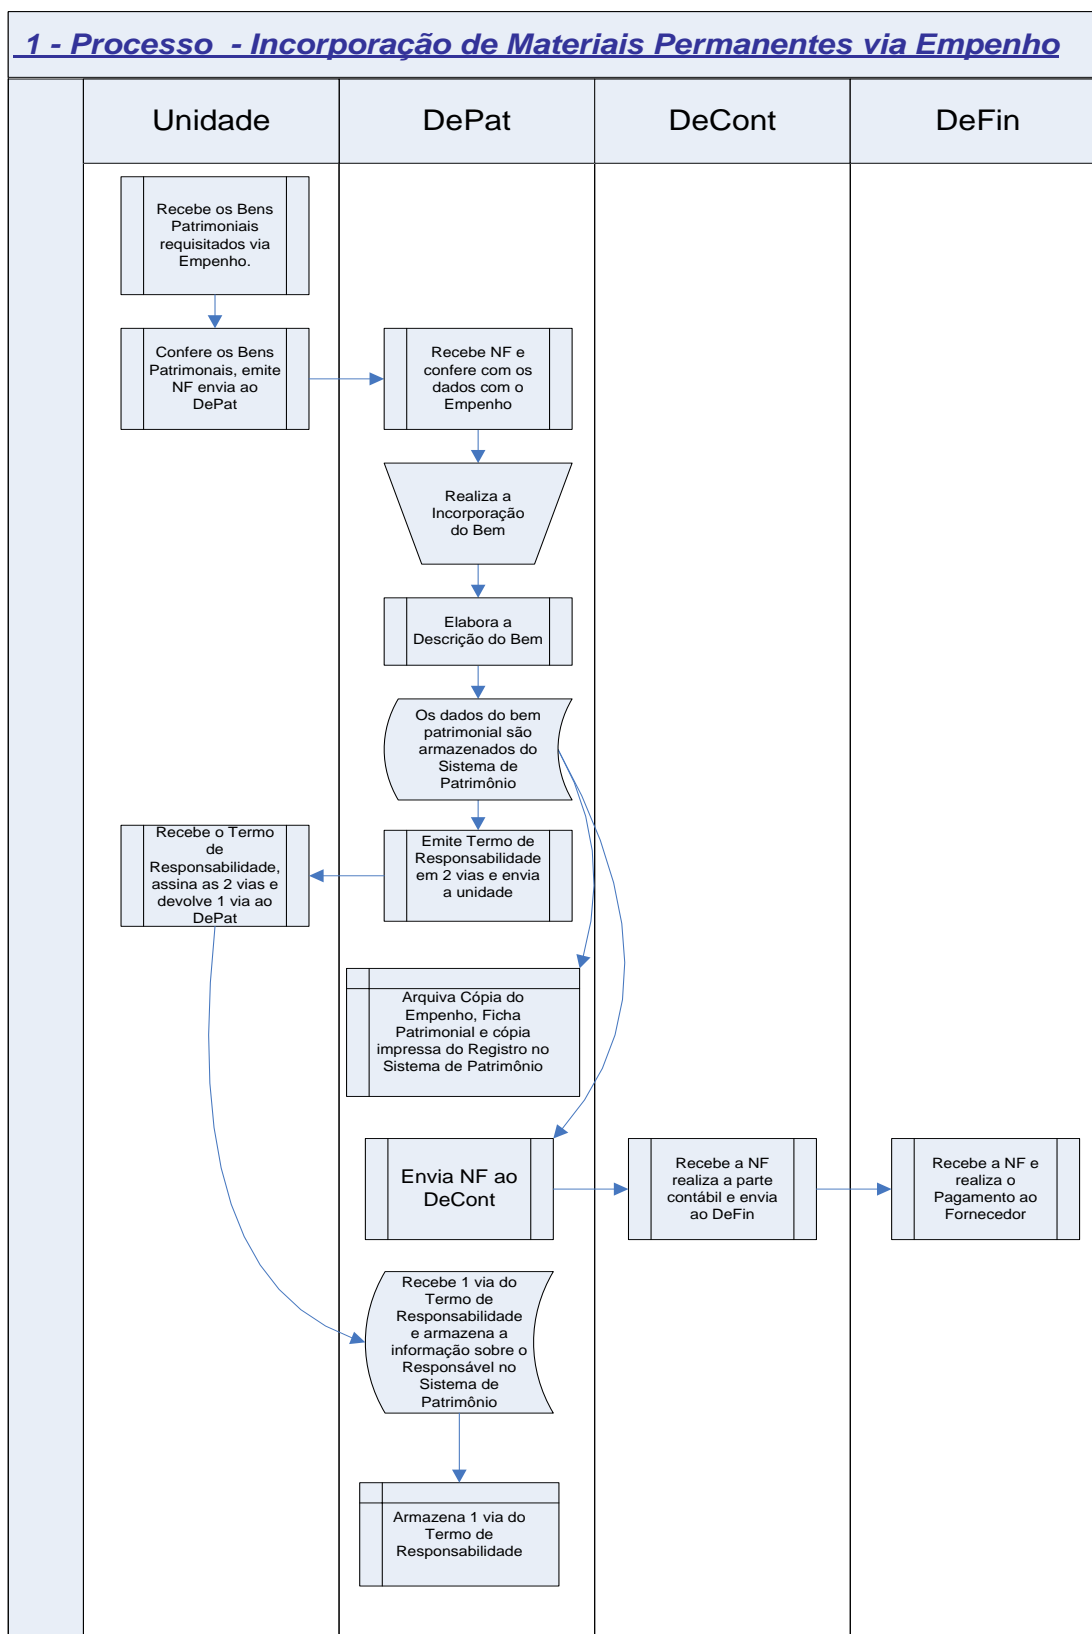 1 - Processo - Incorporação de Materiais Permanentes via Empenho
Unidade
DePat
DeCont
DeFin
Recebe os Bens
Patrimoniais
requisitados via
Empenho.
Confere os Bens
Patrimonais, emite
NF envia ao
DePat
Recebe NF e
confere com os
dados com o
Empenho
Realiza a
Incorporação
do Bem
Elabora a
Descrição do Bem
Os dados do bem
patrimonial são
armazenados do
Sistema de
Patrimônio
Emite Termo de
Responsabilidade
em 2 vias e envia
a unidade
Recebe o Termo
de
Responsabilidade,
assina as 2 vias e
devolve 1 via ao
DePat
Arquiva Cópia do
Empenho, Ficha
Patrimonial e cópia
impressa do Registro no
Sistema de Patrimônio
Envia NF ao
DeCont
Recebe a NF
realiza a parte
contábil e envia
ao DeFin
Recebe a NF e
realiza o
Pagamento ao
Fornecedor
Recebe 1 via do
Termo de
Responsabilidade
e armazena a
informação sobre o
Responsável no
Sistema de
Patrimônio
Armazena 1 via do
Termo de
Responsabilidade